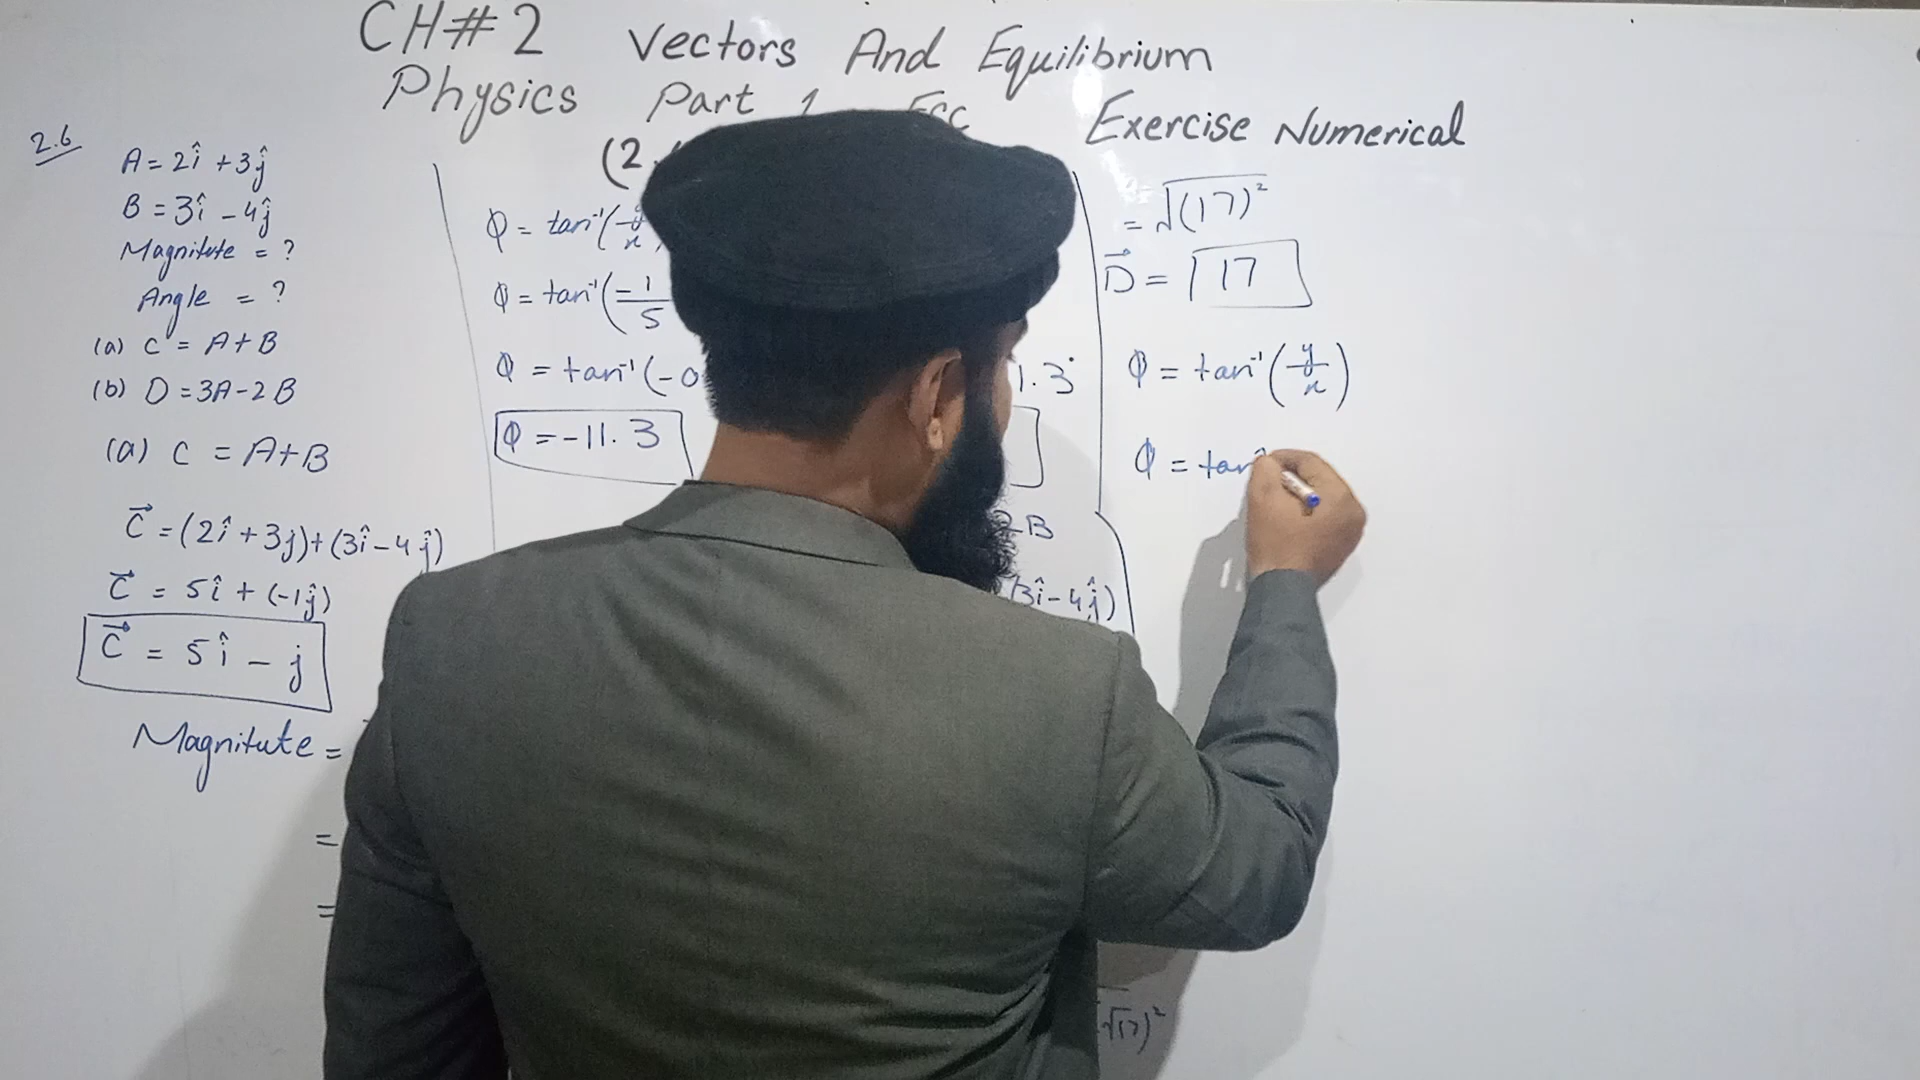 CH# 2 Vectors And Equilibrium
Physics Part 1 Exercise Numerical
2.6
A = 2î + 3ĵ
B = 3î - 4ĵ
Magnitute = ?
Angle = ?
(a) C = A+B
(b) D = 3A-2B
(a) C = A+B
C⃗ = (2î + 3j) + (3î - 4ĵ)
C⃗ = 5î + (-1ĵ)
C⃗ = 5î - j
Magnitute =
=
=
(2.
Φ = tan⁻¹(y/x
Φ = tan⁻¹(-1/5
Φ = tan⁻¹(-0
1.3°
Φ = -11.3
-B
(3î - 4ĵ)
√17)²
= √(17)²
D⃗ = 17
Φ = tan⁻¹(y/x)
Φ = tan